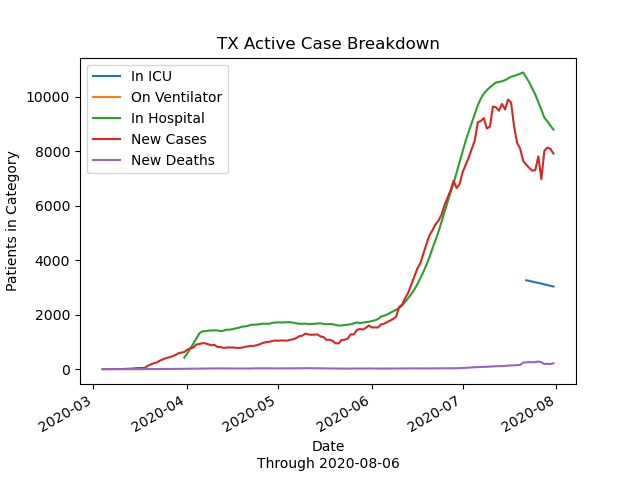 TX Active Case Breakdown
In ICU
On Ventilator
In Hospital
New Cases
New Deaths
Patients in Category
10000
8000
6000
4000
2000
0
2020-03
2020-04
2020-05
2020-06
2020-07
2020-08
Date
Through 2020-08-06